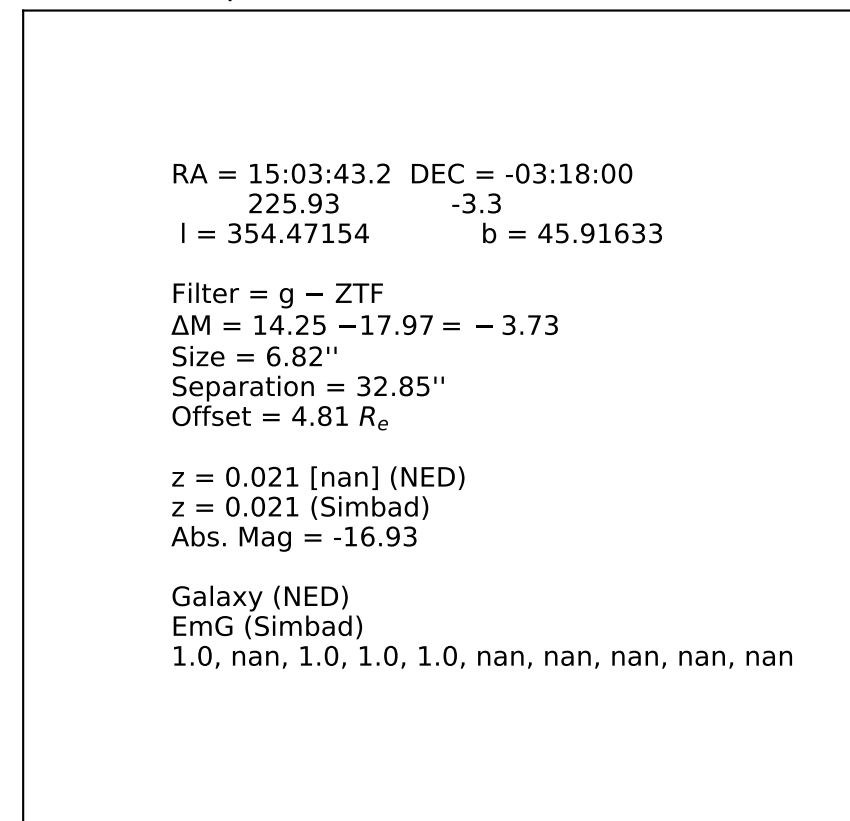 RA = 15:03:43.2 DEC = -03:18:00
225.93 -3.3
l = 354.47154 b = 45.91633
Filter = g − ZTF
ΔM = 14.25 −17.97 = − 3.73
Size = 6.82''
Separation = 32.85''
Offset = 4.81 Re
z = 0.021 [nan] (NED)
z = 0.021 (Simbad)
Abs. Mag = -16.93
Galaxy (NED)
EmG (Simbad)
1.0, nan, 1.0, 1.0, 1.0, nan, nan, nan, nan, nan